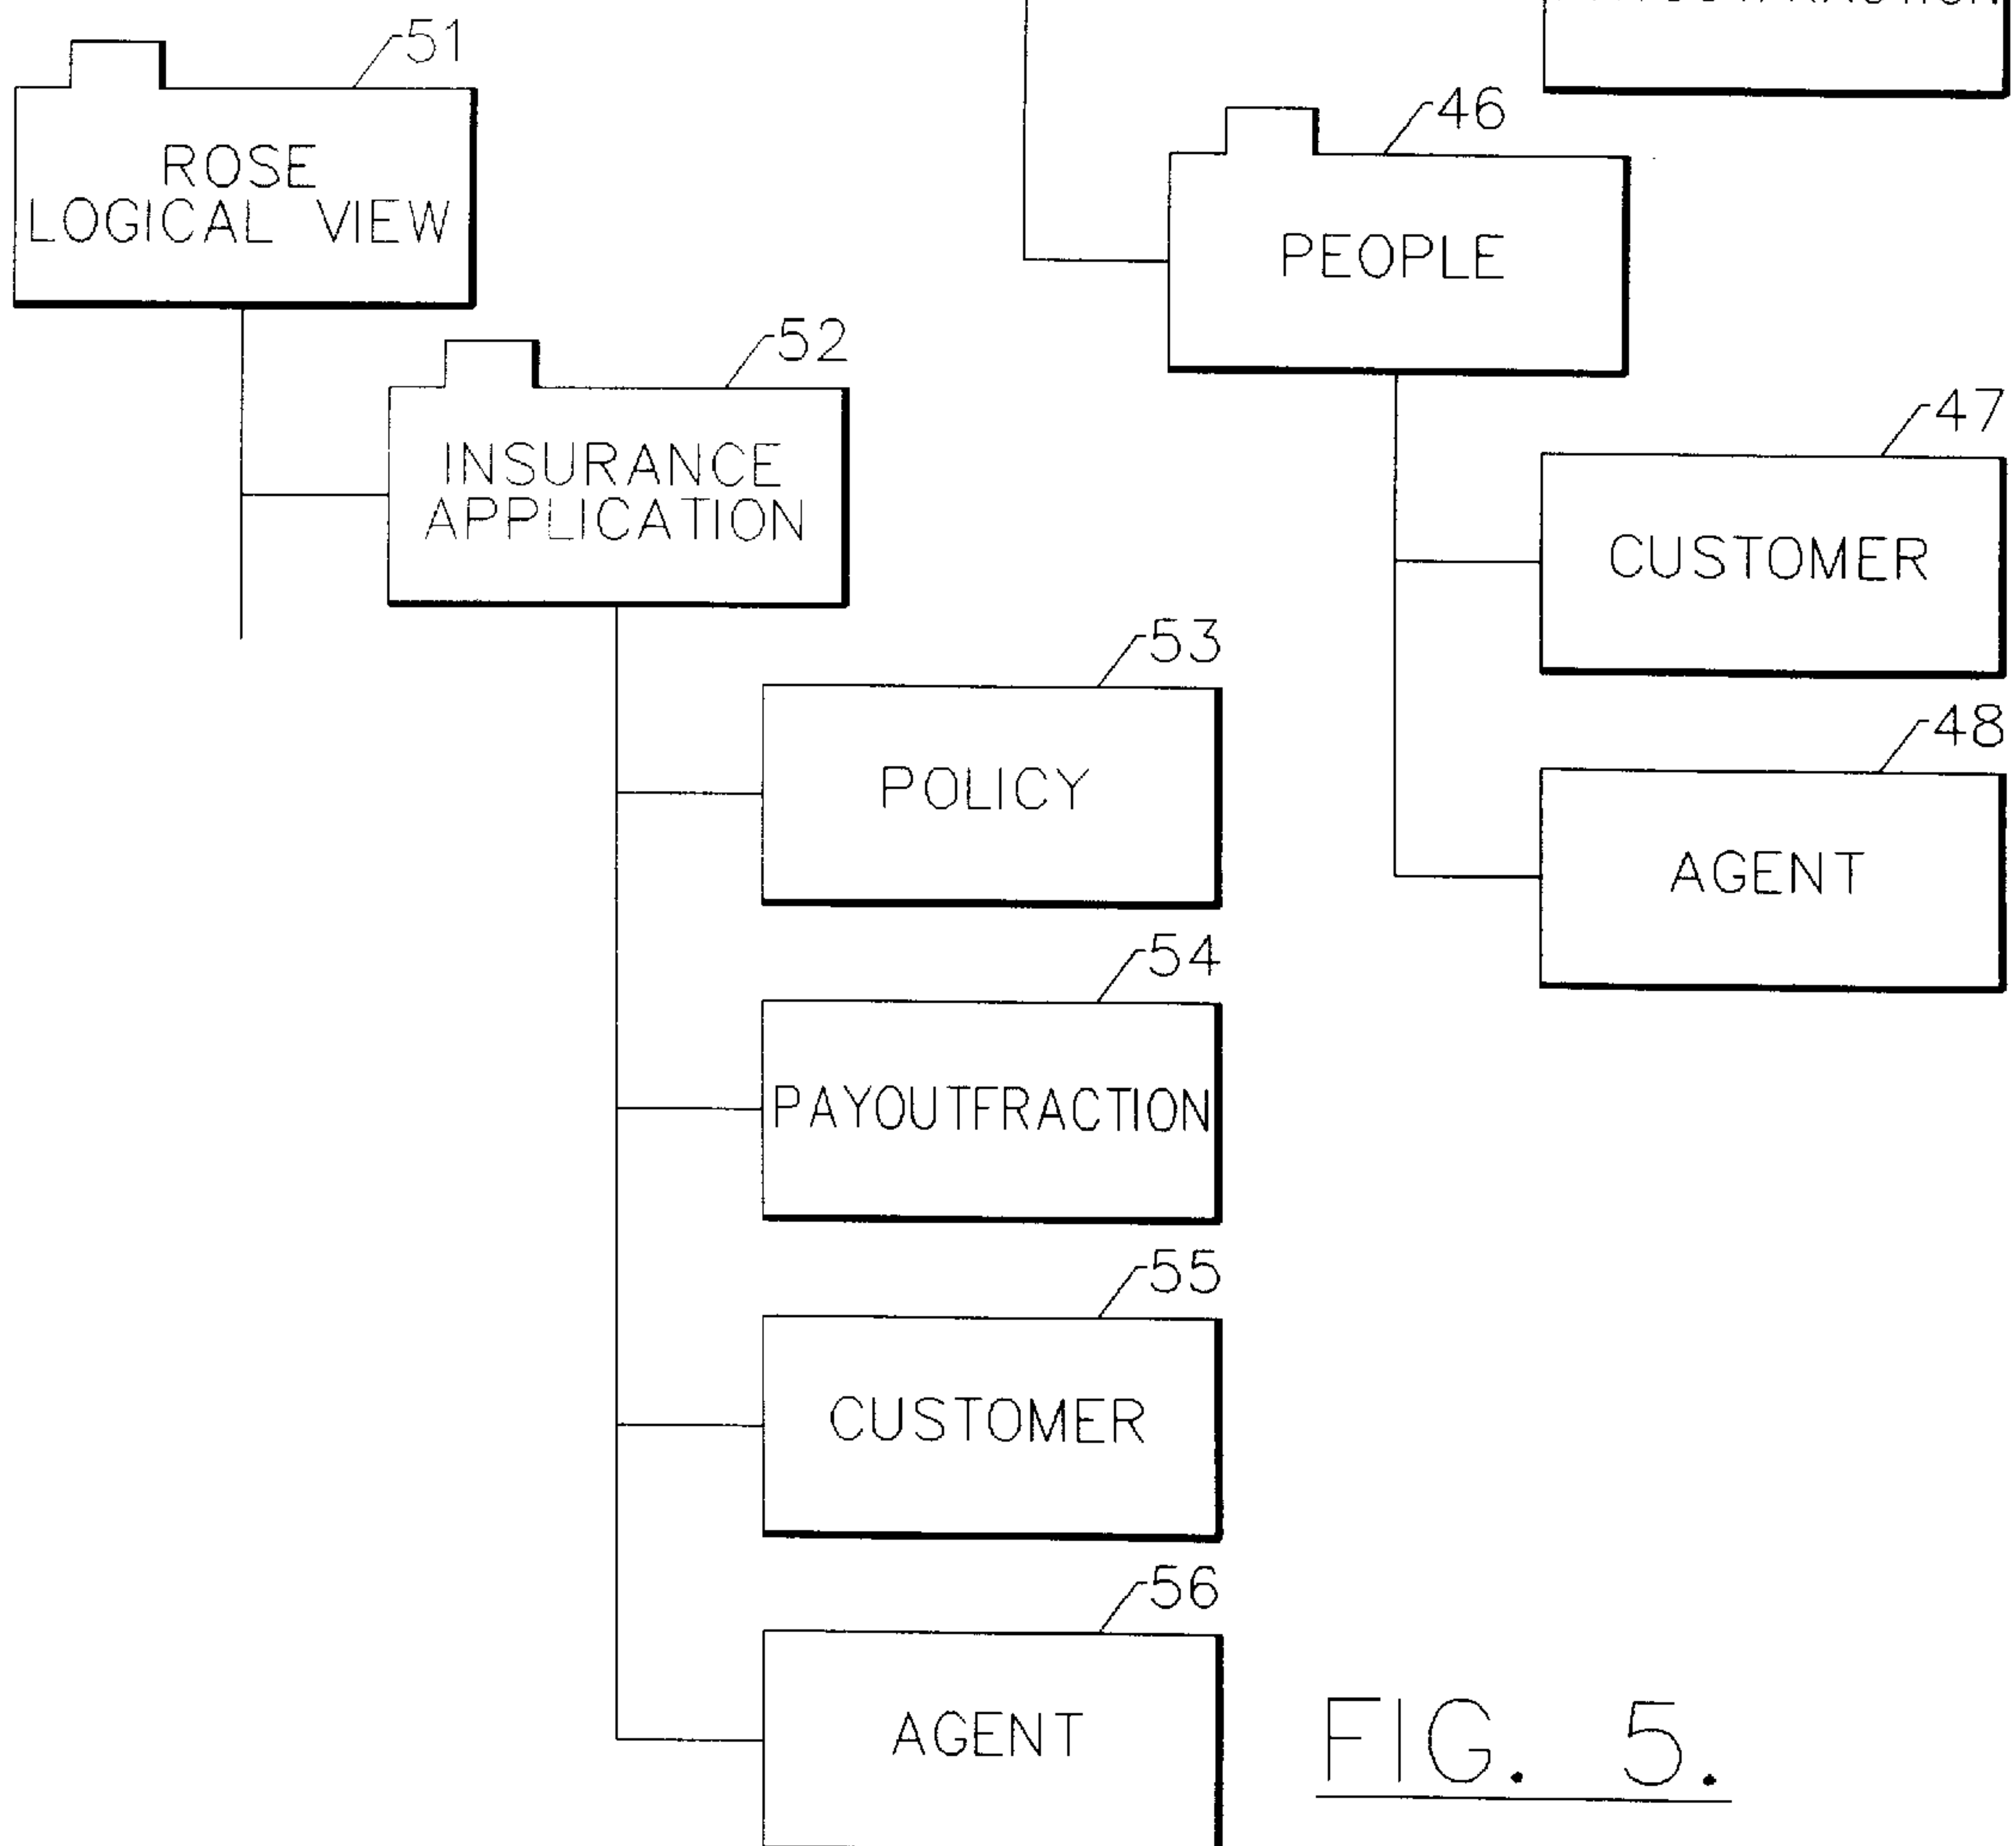 51
ROSE
LOGICAL VIEW
46
PEOPLE
52
INSURANCE
APPLICATION
47
CUSTOMER
53
POLICY
48
AGENT
54
PAYOUTFRACTION
55
CUSTOMER
56
AGENT
FIG. 5.